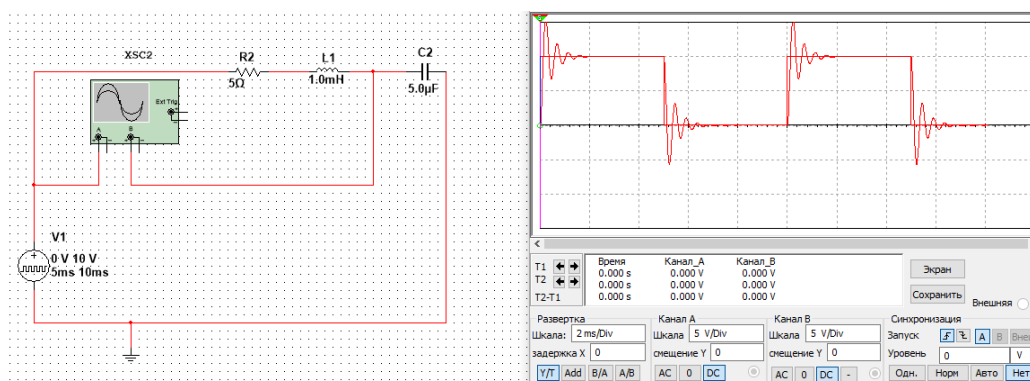 XSC2
Ext Trig
A
B
R2
5Ω
L1
1.0mH
C2
5.0µF
V1
0 V 10 V
5ms 10ms
T1
T2
T2-T1
Время Канал_A Канал_B
0.000 s 0.000 V 0.000 V
0.000 s 0.000 V 0.000 V
0.000 s 0.000 V 0.000 V
Экран
Сохранить
Внешняя
Развертка
Шкала: 2 ms/Div
задержка X 0
Y/T Add B/A A/B
Канал A
Шкала 5 V/Div
смещение Y 0
AC 0 DC
Канал B
Шкала 5 V/Div
смещение Y 0
AC 0 DC -
Синхронизация
Запуск A B Вне
Уровень 0 V
Одн. Норм Авто Нет